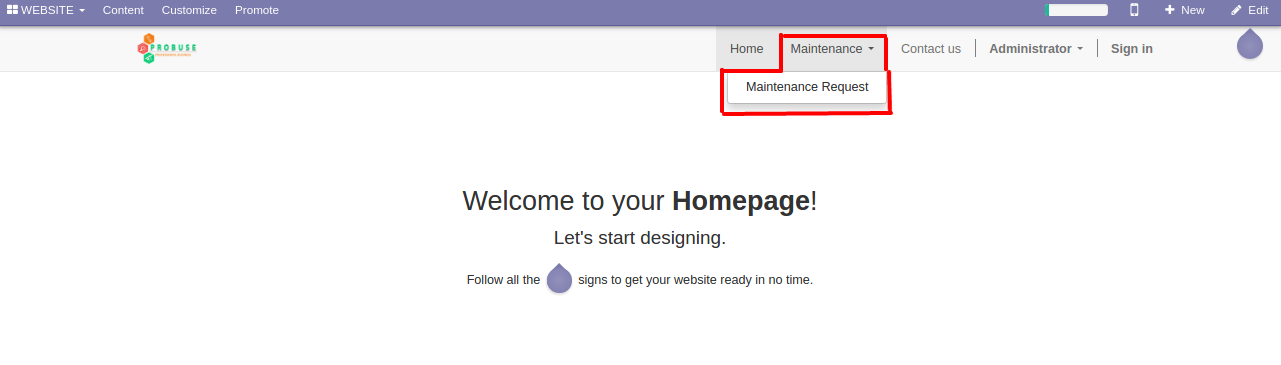 WEBSITE Content Customize Promote New Edit
PROBUSE Home Maintenance Contact us Administrator Sign in
Maintenance Request
Welcome to your Homepage!
Let's start designing.
Follow all the signs to get your website ready in no time.